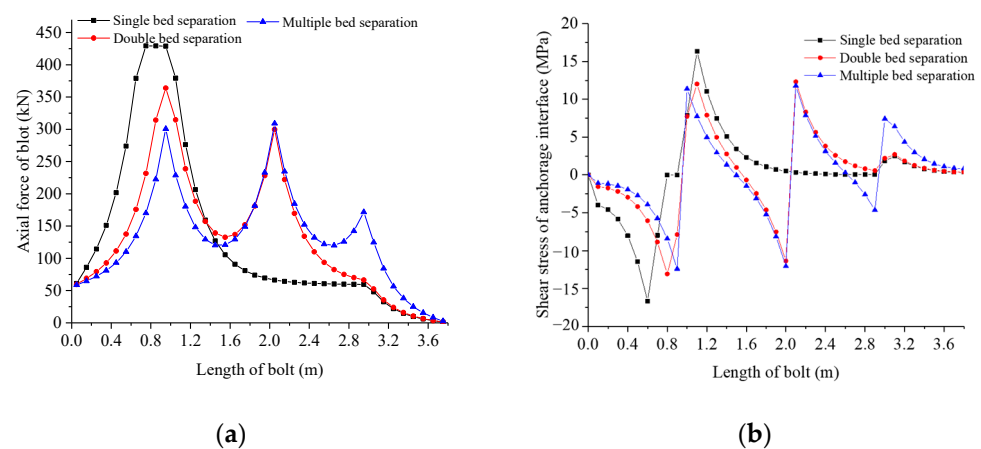 Single bed separation
Multiple bed separation
Double bed separation
Axial force of blot (kN)
450
400
350
300
250
200
150
100
50
0
0.0 0.4 0.8 1.2 1.6 2.0 2.4 2.8 3.2 3.6
Length of bolt (m)
(a)
Single bed separation
Double bed separation
Multiple bed separation
Shear stress of anchorage interface (MPa)
20
15
10
5
0
−5
−10
−15
−20
0.0 0.4 0.8 1.2 1.6 2.0 2.4 2.8 3.2 3.6
Length of bolt (m)
(b)